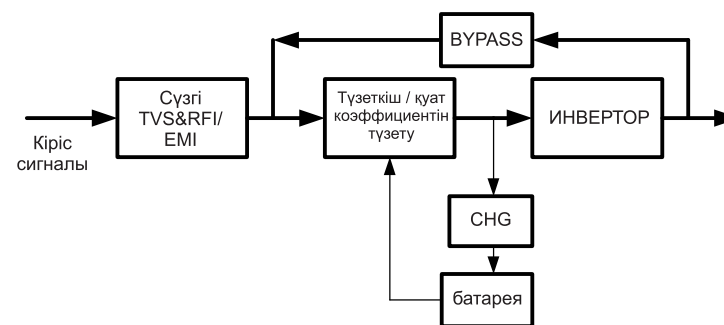 BYPASS
Сүзгі
TVS&RFI/
EMI
Түзеткіш / қуат
коэффициентін
түзету
ИНВЕРТОР
Кіріс
сигналы
CHG
батарея